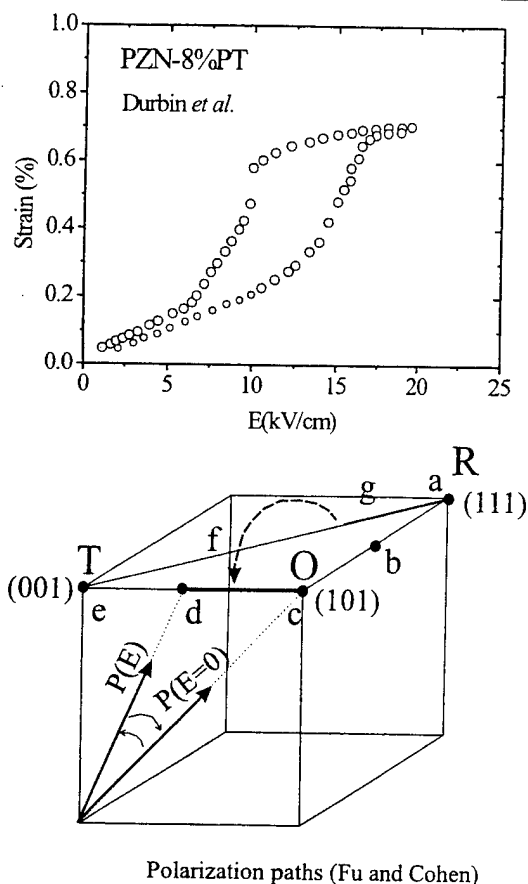 PZN-8%PT
Durbin et al.
1.0
0.8
0.6
0.4
0.2
0.0
Strain (%)
0 5 10 15 20 25
E(kV/cm)
R
g a (111)
f b
T O
(001) (101)
e d c
P(E)
P(E=0)
Polarization paths (Fu and Cohen)